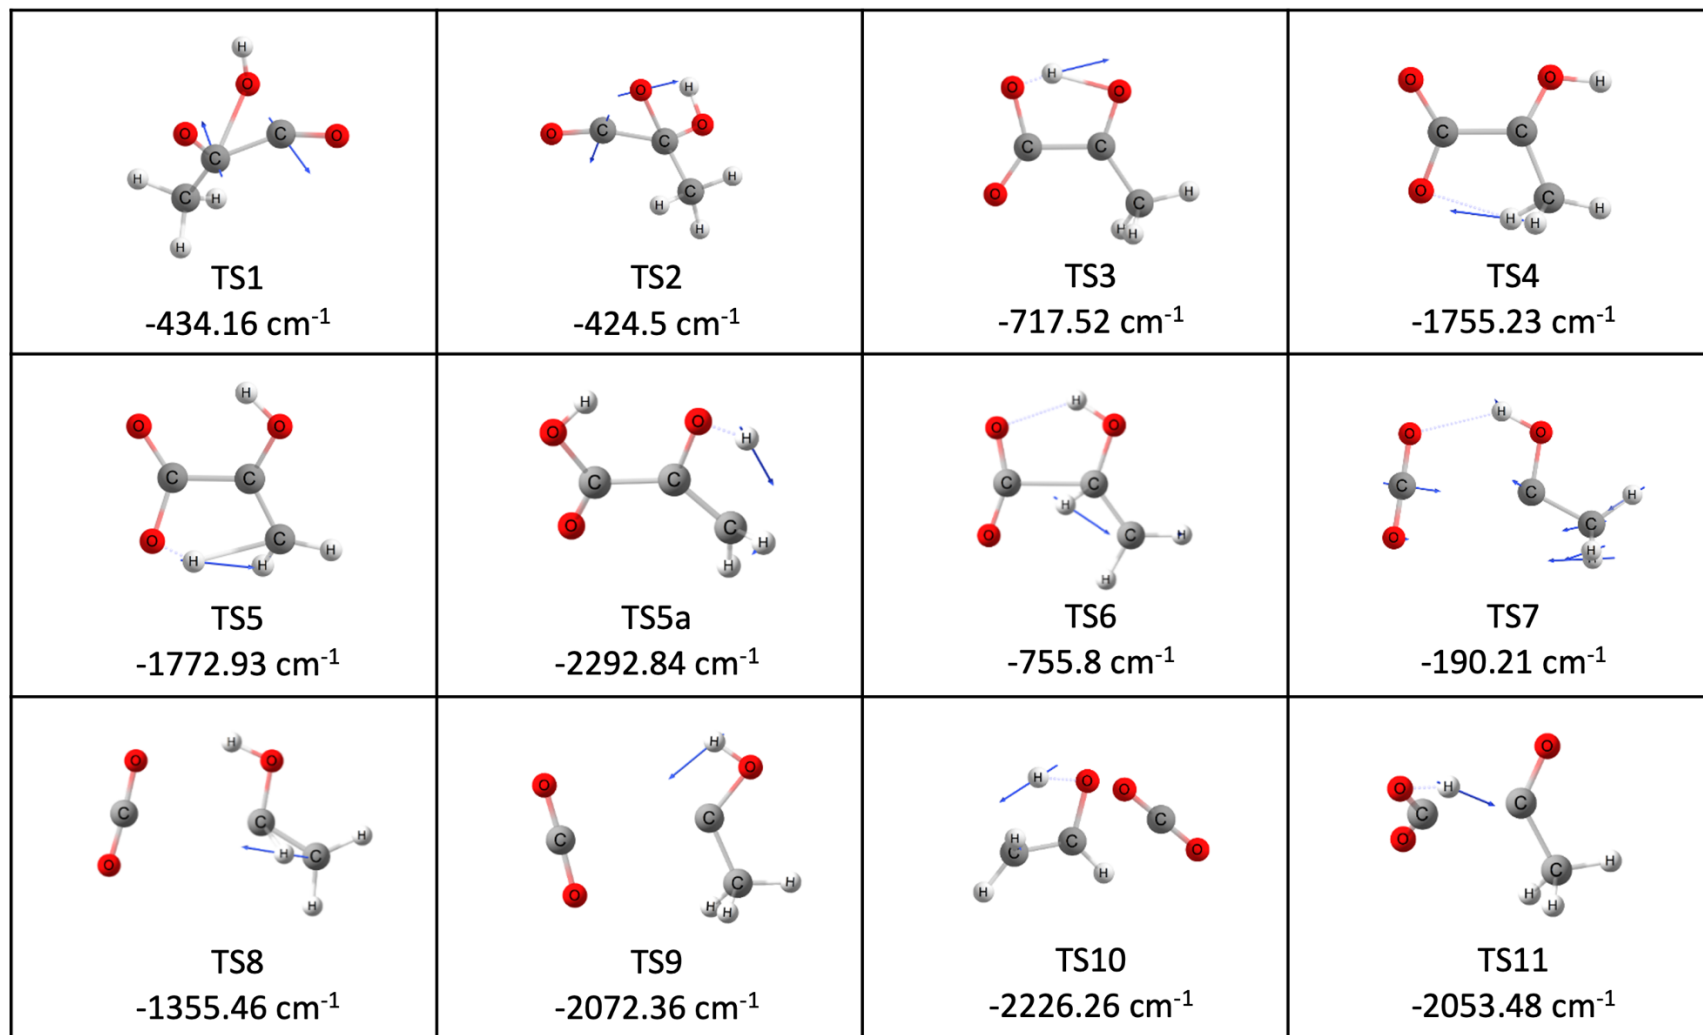 H
O
O
C
O
C
H
C
H
H
TS1
-434.16 cm-1
O
H
O
C
O
C
C
H
H
H
TS2
-424.5 cm-1
H
O
O
C
C
O
C
H
H
H
TS3
-717.52 cm-1
O
O
H
C
C
O
C
H
H
H
TS4
-1755.23 cm-1
H
O
O
C
C
O
C
H
H
H
TS5
-1772.93 cm-1
H
O
O
H
C
C
O
C
H
H
TS5a
-2292.84 cm-1
H
O
O
C
C
H
O
C
H
H
TS6
-755.8 cm-1
H
O
O
C
C
H
O
C
H
H
TS7
-190.21 cm-1
H
O
O
C
C
H
O
H
C
H
TS8
-1355.46 cm-1
H
O
O
C
C
O
C
H
H
H
TS9
-2072.36 cm-1
H
O
O
H
C
C
C
O
H
H
TS10
-2226.26 cm-1
O
O
H
C
C
O
C
H
H
H
TS11
-2053.48 cm-1